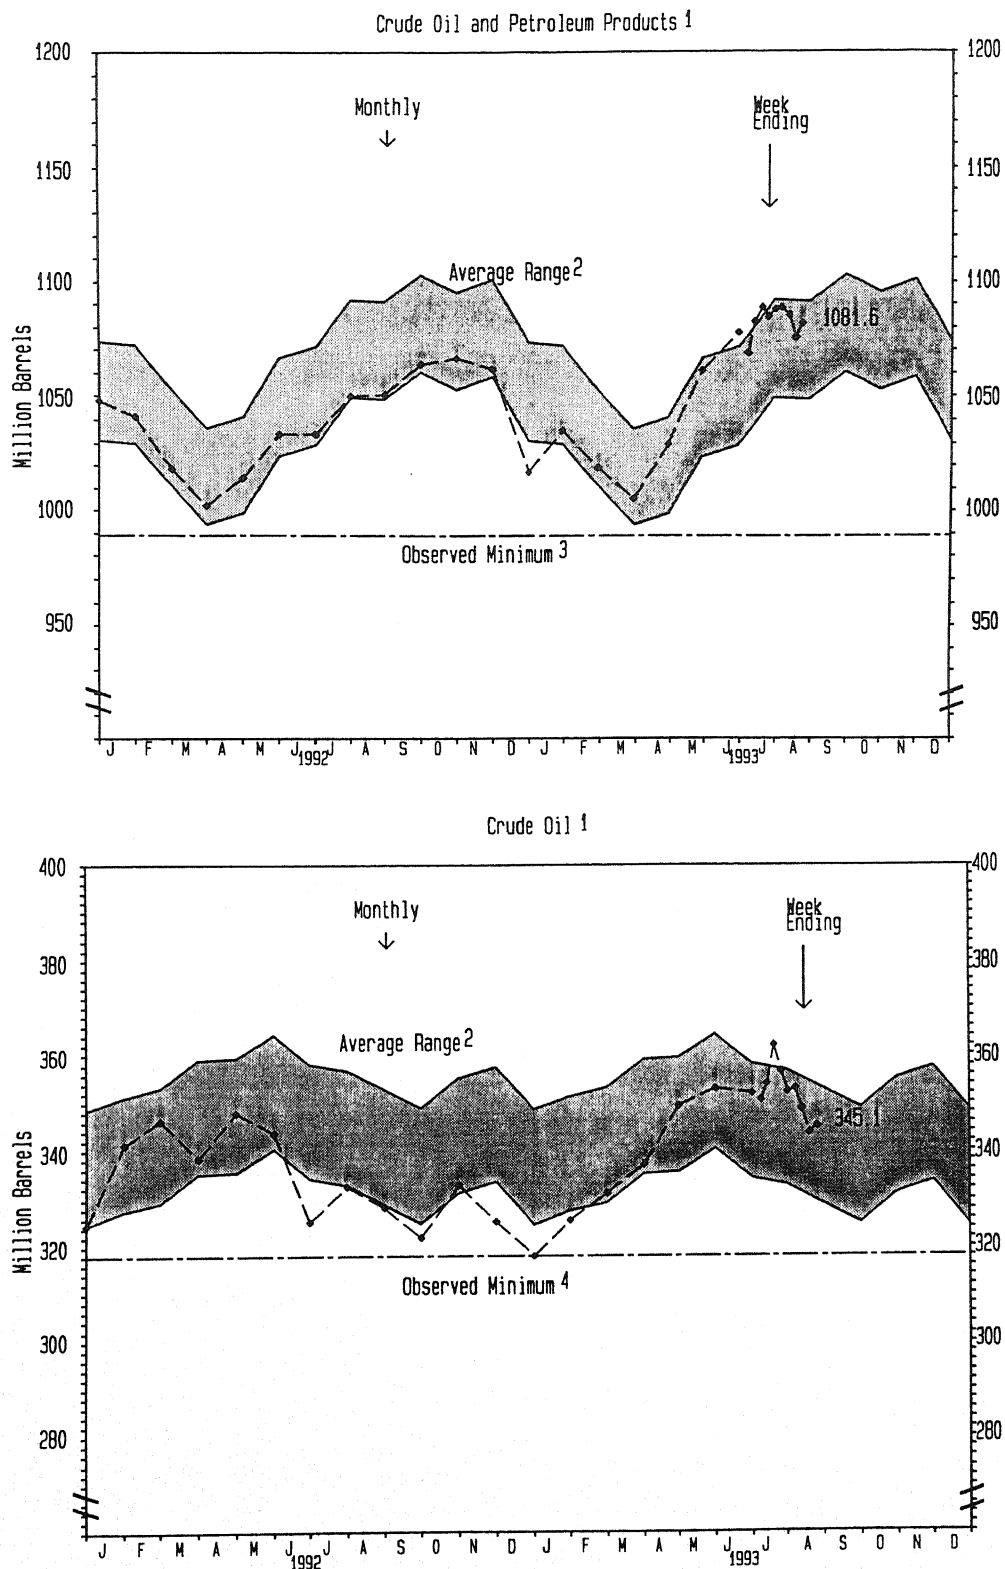 Crude Oil and Petroleum Products 1
1200
1200
Monthly
Week
Ending
1150
1150
Average Range 2
1100
1100
1081.6
Million Barrels
1050
1050
1000
1000
Observed Minimum 3
950
950
J F M A M J J A S O N D J F M A M J J A S O N D
1992
1993
Crude Oil 1
400
400
Monthly
Week
Ending
380
380
Average Range 2
360
360
345.1
340
340
Million Barrels
320
320
Observed Minimum 4
300
300
280
280
J F M A M J J A S O N D J F M A M J J A S O N D
1992
1993